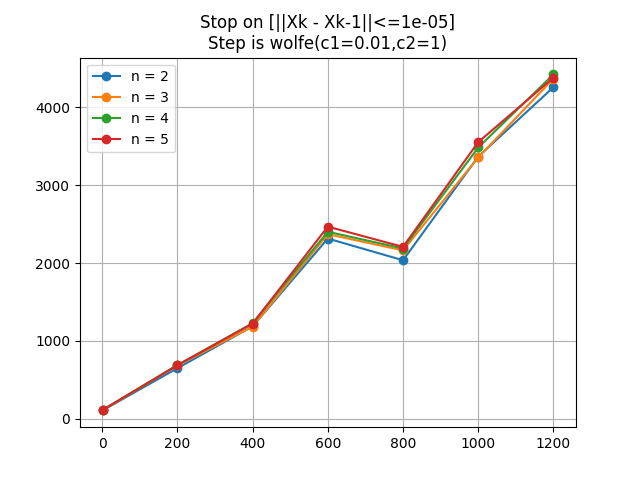 Stop on [||Xk - Xk-1||<=1e-05]
Step is wolfe(c1=0.01,c2=1)
n = 2
n = 3
n = 4
n = 5
4000
3000
2000
1000
0
0 200 400 600 800 1000 1200